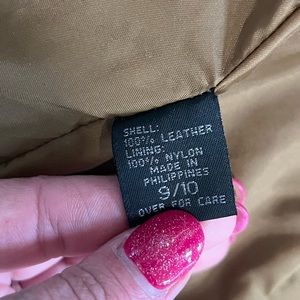 SHELL:
100% LEATHER
LINING:
100% NYLON
MADE IN
PHILIPPINES
9/10
OVER FOR CARE